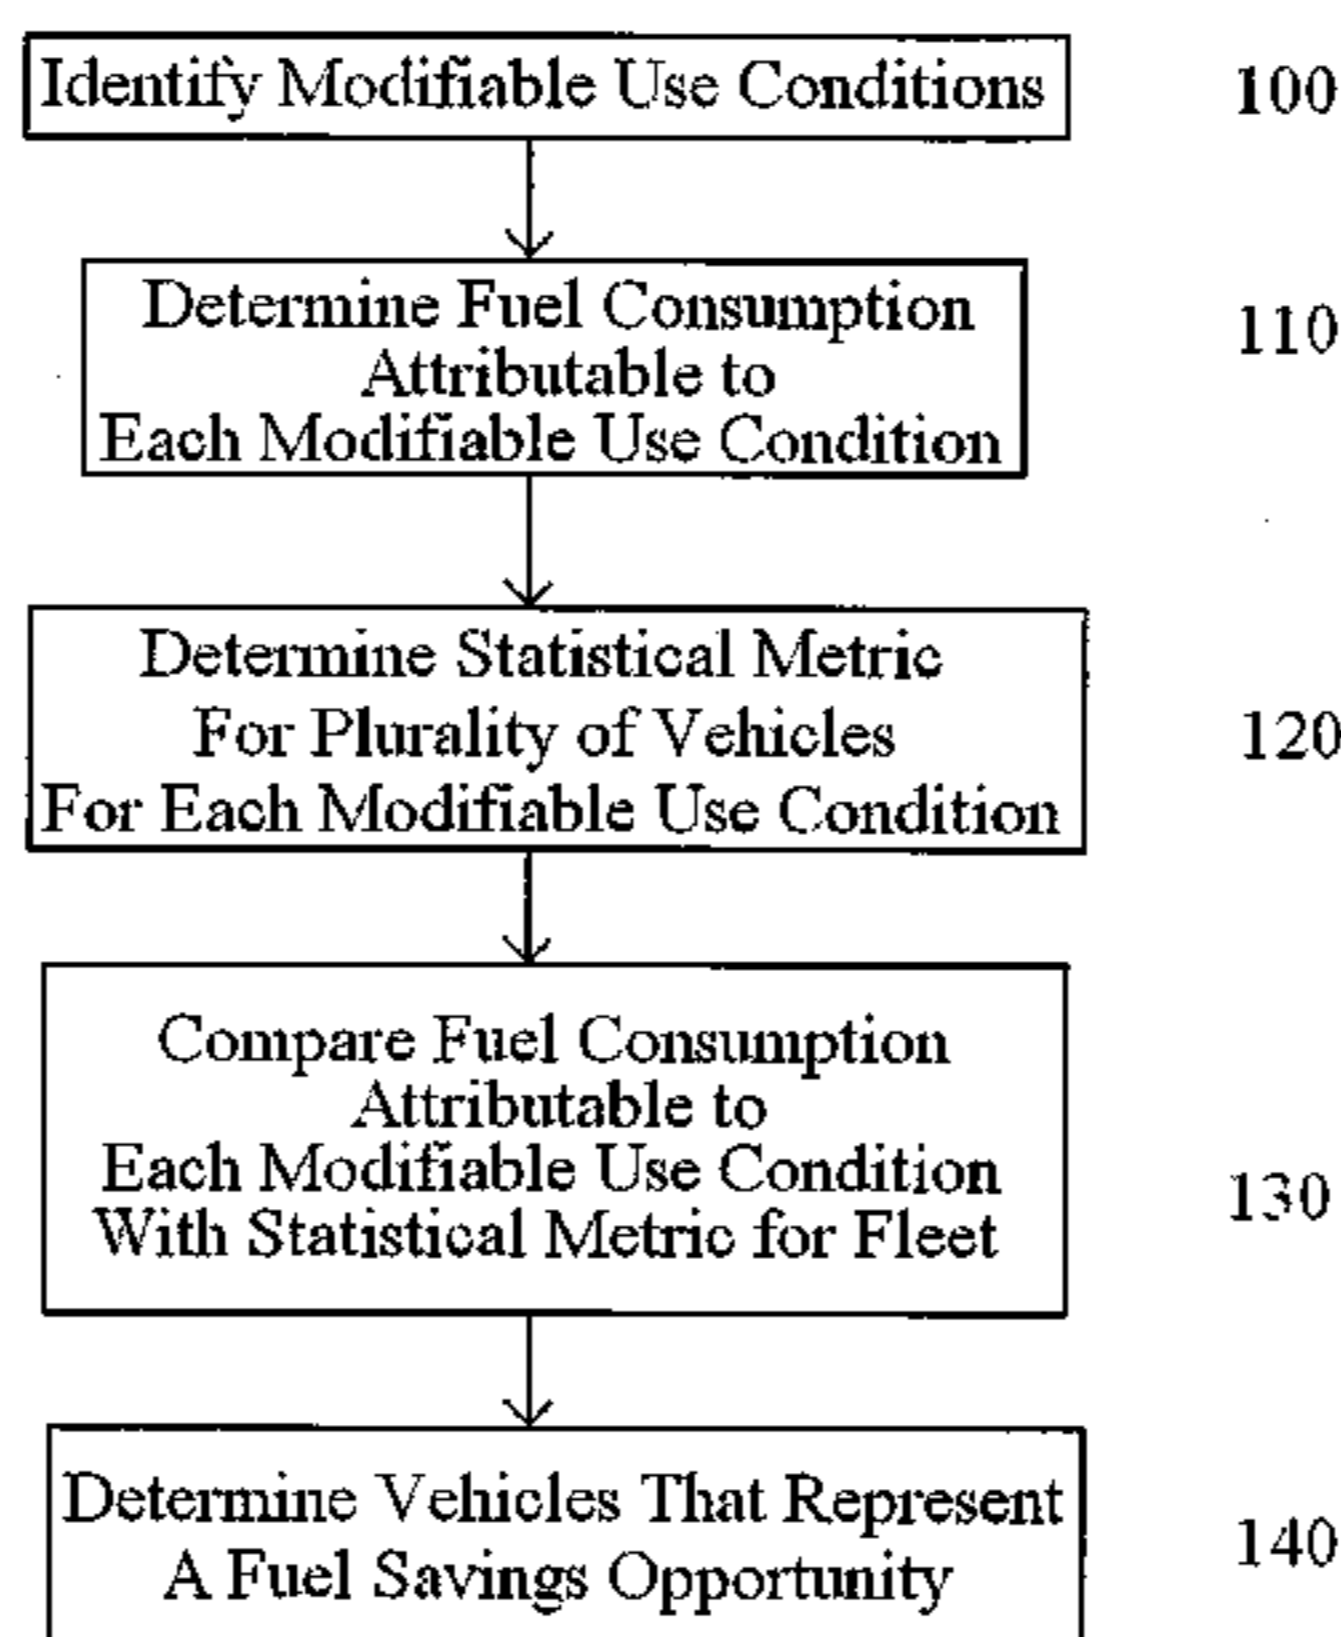 Identify Modifiable Use Conditions 100
Determine Fuel Consumption
Attributable to
Each Modifiable Use Condition
110
Determine Statistical Metric
For Plurality of Vehicles
For Each Modifiable Use Condition
120
Compare Fuel Consumption
Attributable to
Each Modifiable Use Condition
With Statistical Metric for Fleet
130
Determine Vehicles That Represent
A Fuel Savings Opportunity
140